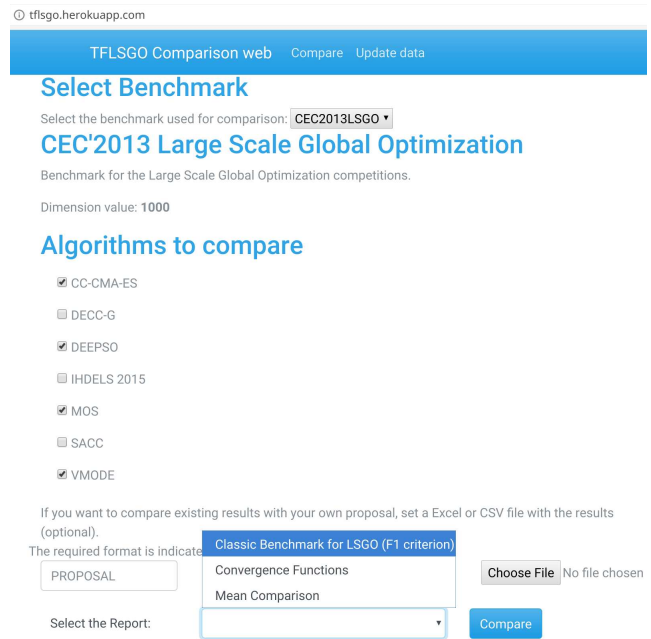 tflsgo.herokuapp.com
TFLSGO Comparison web Compare Update data
Select Benchmark
Select the benchmark used for comparison: CEC2013LSGO
CEC'2013 Large Scale Global Optimization
Benchmark for the Large Scale Global Optimization competitions.
Dimension value: 1000
Algorithms to compare
CC-CMA-ES
DECC-G
DEEPSO
IHDELS 2015
MOS
SACC
VMODE
If you want to compare existing results with your own proposal, set a Excel or CSV file with the results
(optional).
The required format is indicate
Classic Benchmark for LSGO (F1 criterion)
Convergence Functions
Mean Comparison
PROPOSAL
Choose File No file chosen
Select the Report:
Compare